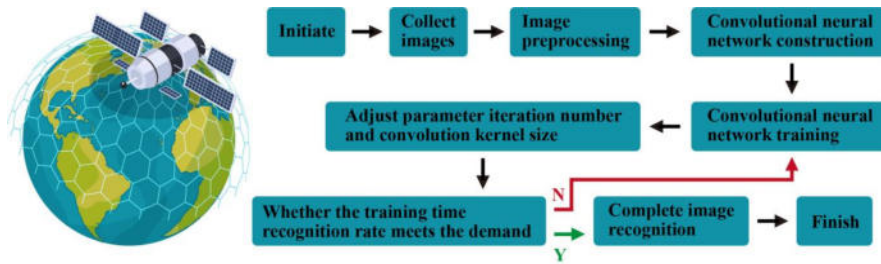 Initiate
Collect
images
Image
preprocessing
Convolutional neural
network construction
Convolutional neural
network training
Adjust parameter iteration number
and convolution kernel size
Whether the training time
recognition rate meets the demand
N
Y
Complete image
recognition
Finish